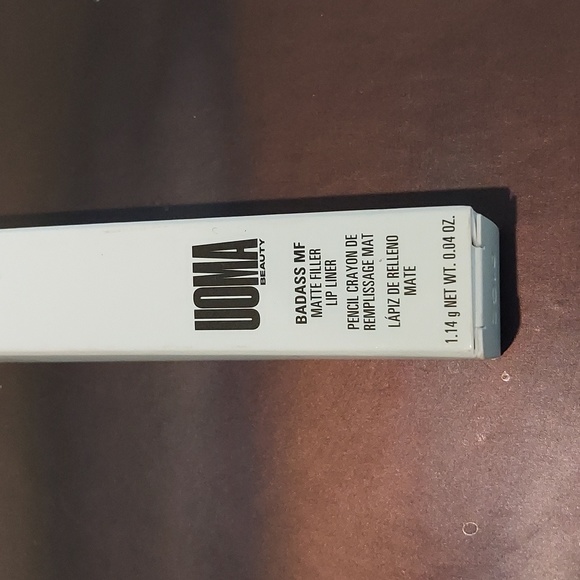 UOMA
BEAUTY
BADASS MF
MATTE FILLER
LIP LINER
PENCIL CRAYON DE
REMPLISSAGE MAT
LÁPIZ DE RELLENO
MATE
1.14 g NET WT. 0.04 OZ.